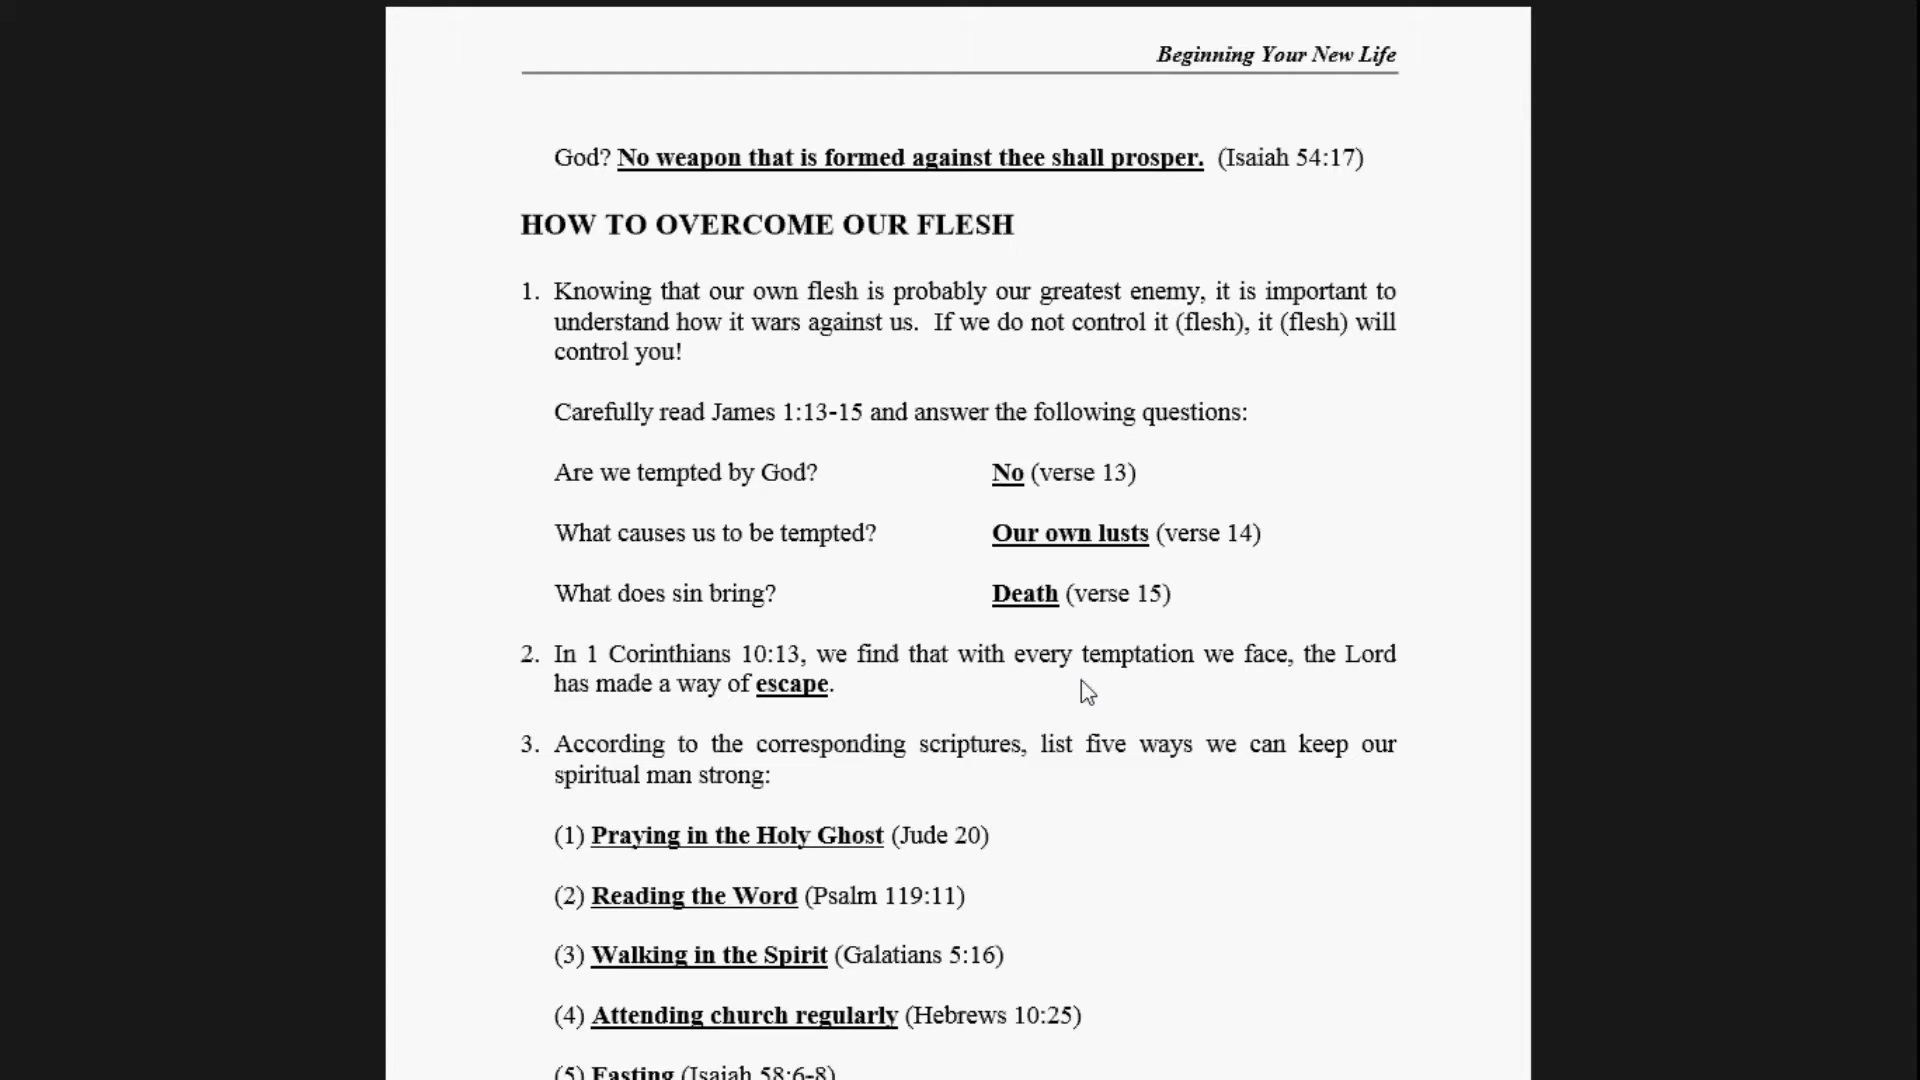 Beginning Your New Life
God? No weapon that is formed against thee shall prosper. (Isaiah 54:17)
HOW TO OVERCOME OUR FLESH
1. Knowing that our own flesh is probably our greatest enemy, it is important to
understand how it wars against us. If we do not control it (flesh), it (flesh) will
control you!
Carefully read James 1:13-15 and answer the following questions:
Are we tempted by God? No (verse 13)
What causes us to be tempted? Our own lusts (verse 14)
What does sin bring? Death (verse 15)
2. In 1 Corinthians 10:13, we find that with every temptation we face, the Lord
has made a way of escape.
3. According to the corresponding scriptures, list five ways we can keep our
spiritual man strong:
(1) Praying in the Holy Ghost (Jude 20)
(2) Reading the Word (Psalm 119:11)
(3) Walking in the Spirit (Galatians 5:16)
(4) Attending church regularly (Hebrews 10:25)
(5) Fasting (Isaiah 58:6-8)